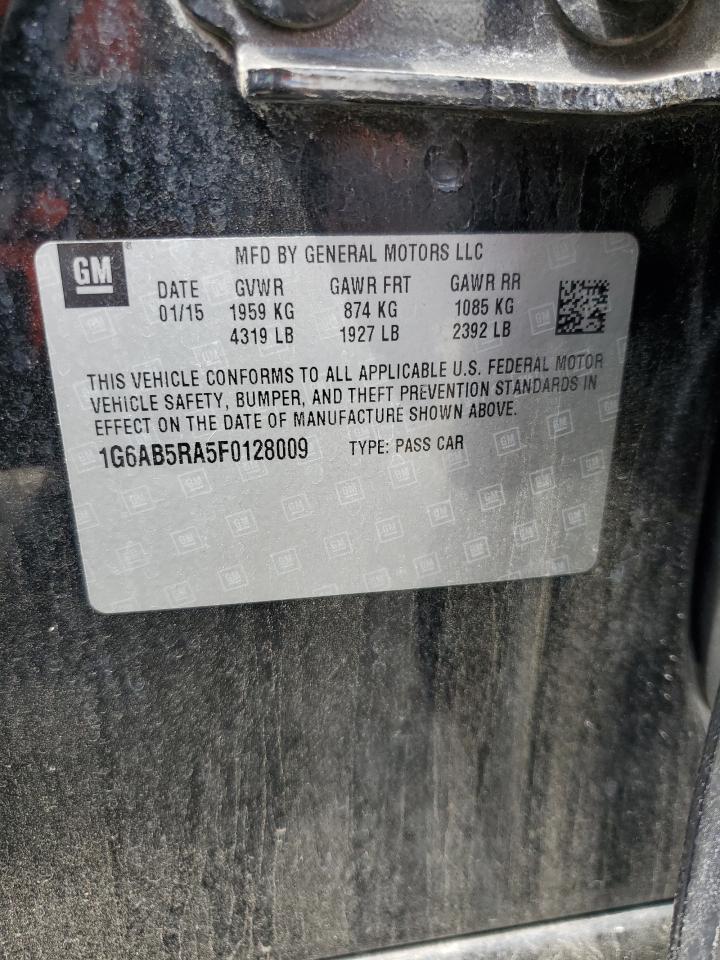 GM
MFD BY GENERAL MOTORS LLC
DATE GVWR GAWR FRT GAWR RR
01/15 1959 KG 874 KG 1085 KG
4319 LB 1927 LB 2392 LB
THIS VEHICLE CONFORMS TO ALL APPLICABLE U.S. FEDERAL MOTOR
VEHICLE SAFETY, BUMPER, AND THEFT PREVENTION STANDARDS IN
EFFECT ON THE DATE OF MANUFACTURE SHOWN ABOVE.
1G6AB5RA5F0128009 TYPE: PASS CAR